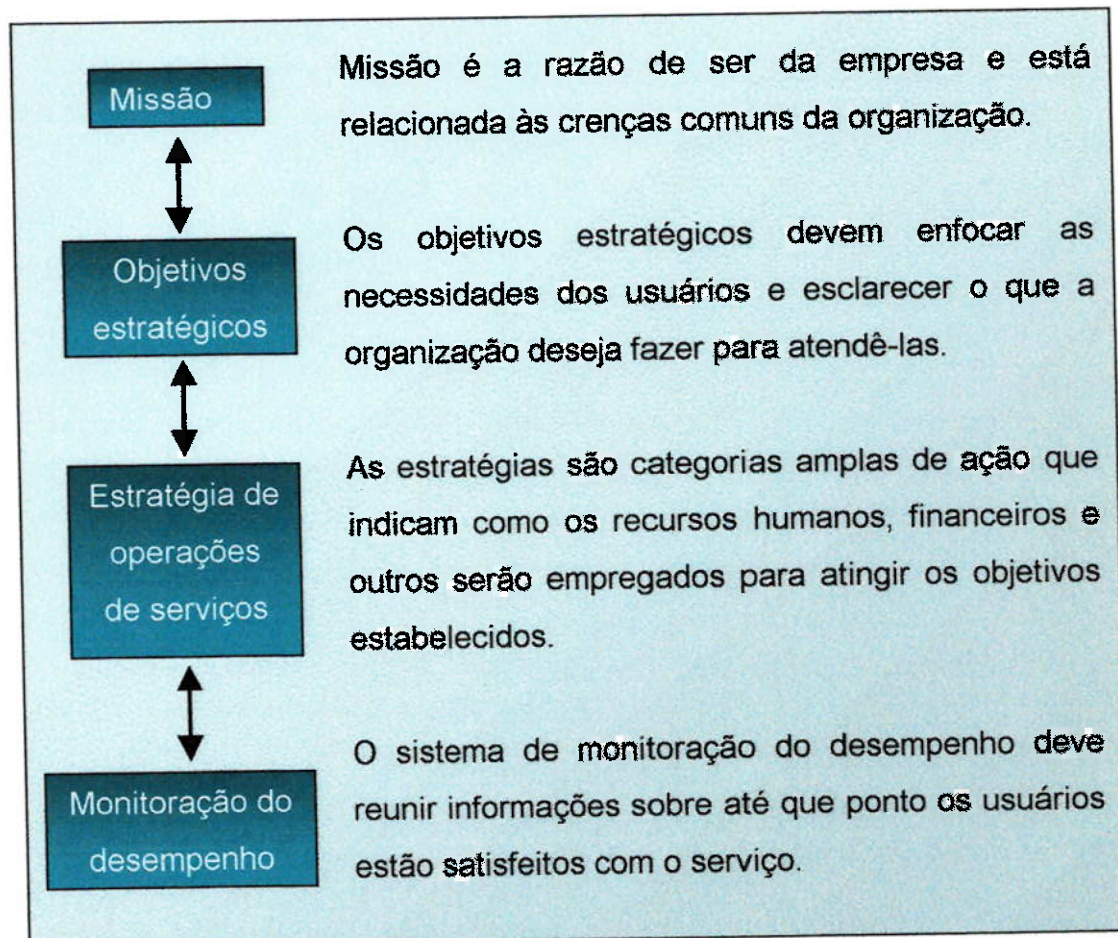 Missão
Missão é a razão de ser da empresa e está
relacionada às crenças comuns da organização.
Objetivos
estratégicos
Os objetivos estratégicos devem enfocar as
necessidades dos usuários e esclarecer o que a
organização deseja fazer para atendê-las.
Estratégia de
operações
de serviços
As estratégias são categorias amplas de ação que
indicam como os recursos humanos, financeiros e
outros serão empregados para atingir os objetivos
estabelecidos.
Monitoração do
desempenho
O sistema de monitoração do desempenho deve
reunir informações sobre até que ponto os usuários
estão satisfeitos com o serviço.